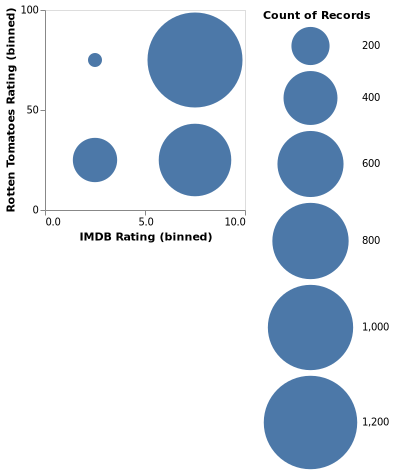 Rotten Tomatoes Rating (binned)
100
50
0
0.0 5.0 10.0
IMDB Rating (binned)
Count of Records
200
400
600
800
1,000
1,200